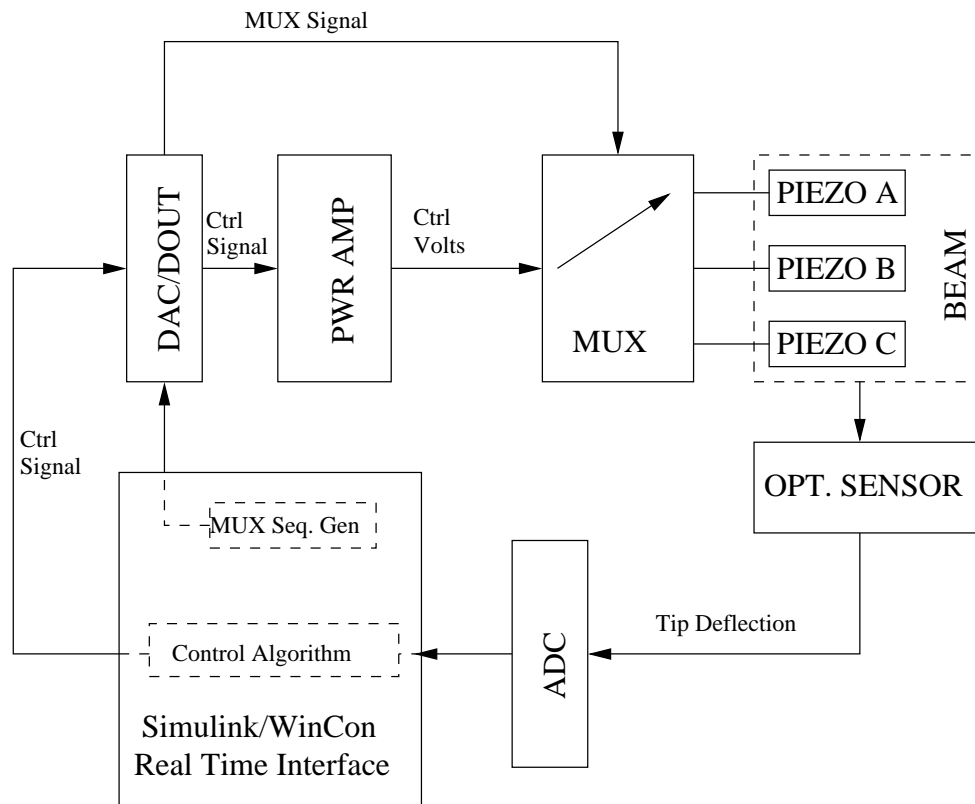 MUX Signal
DAC/DOUT
Ctrl
Signal
PWR AMP
Ctrl
Volts
MUX
PIEZO A
PIEZO B
PIEZO C
BEAM
Ctrl
Signal
OPT. SENSOR
MUX Seq. Gen
Tip Deflection
ADC
Control Algorithm
Simulink/WinCon
Real Time Interface